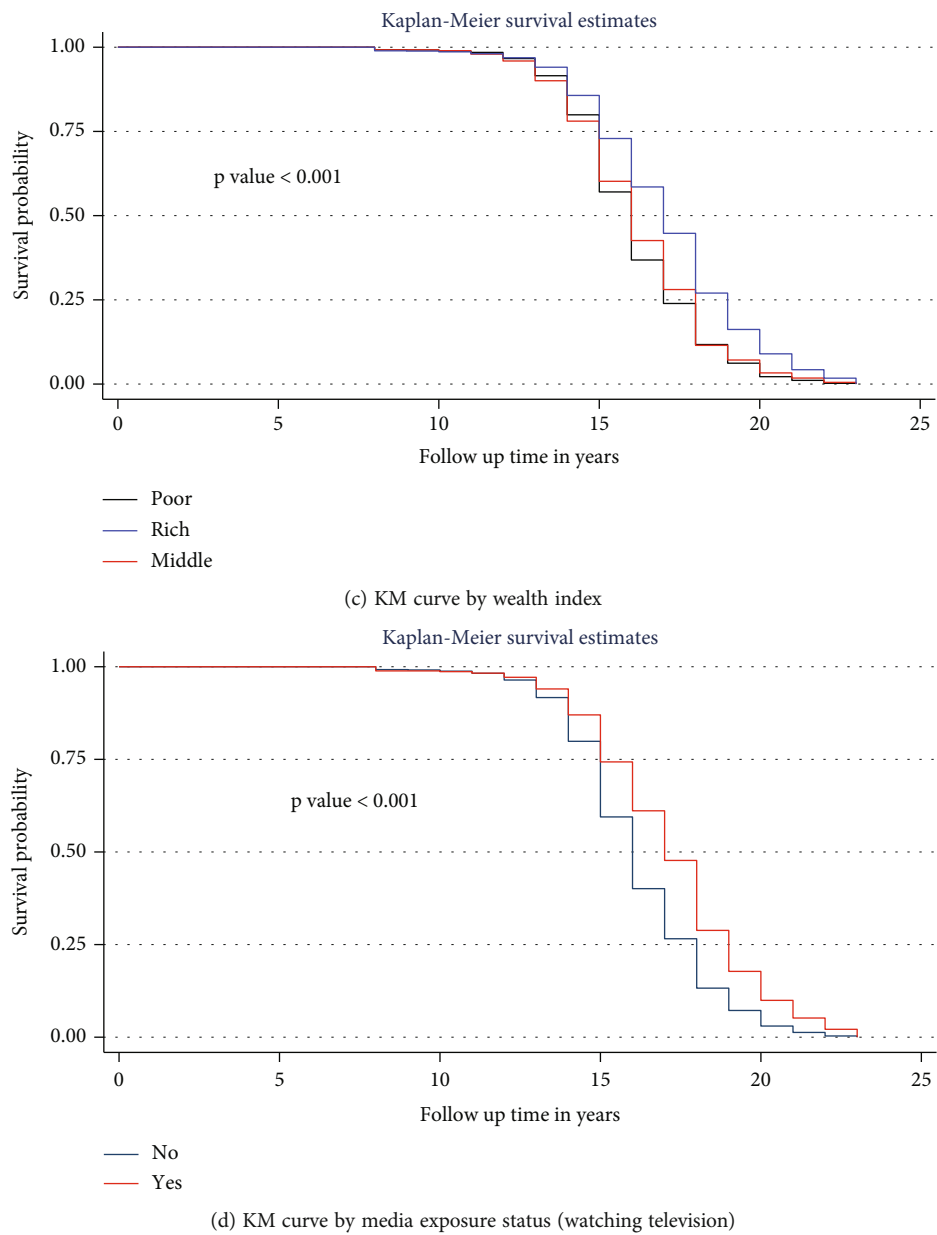 Kaplan-Meier survival estimates
1.00
0.75
0.50
0.25
0.00
Survival probability
p value < 0.001
0 5 10 15 20 25
Follow up time in years
Poor
Rich
Middle
(c) KM curve by wealth index
Kaplan-Meier survival estimates
1.00
0.75
0.50
0.25
0.00
Survival probability
p value < 0.001
0 5 10 15 20 25
Follow up time in years
No
Yes
(d) KM curve by media exposure status (watching television)